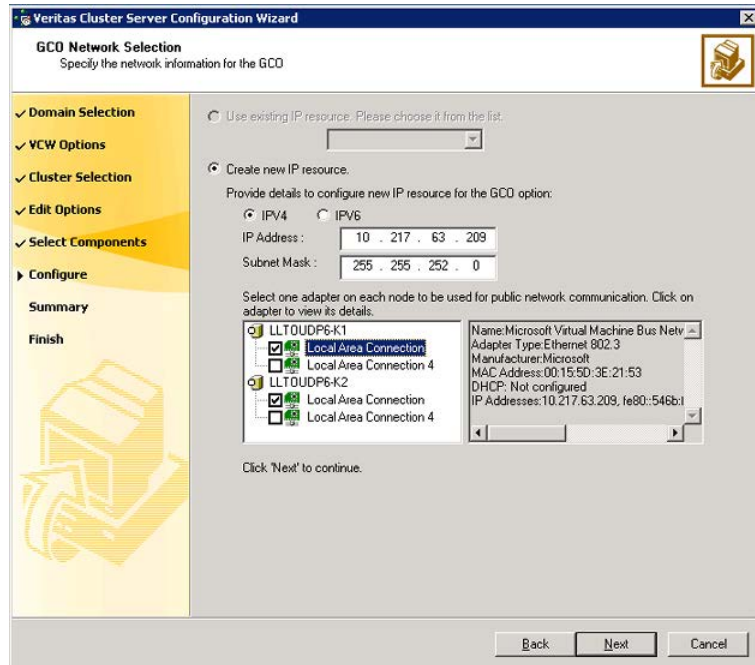 Veritas Cluster Server Configuration Wizard
GCO Network Selection
Specify the network information for the GCO
Domain Selection
VCW Options
Cluster Selection
Edit Options
Select Components
Configure
Summary
Finish
Use existing IP resource. Please choose it from the list.
Create new IP resource.
Provide details to configure new IP resource for the GCO option:
IPV4 IPV6
IP Address : 10 . 217 . 63 . 209
Subnet Mask : 255 . 255 . 252 . 0
Select one adapter on each node to be used for public network communication. Click on
adapter to view its details.
LLTOUDP6-K1
Local Area Connection
Local Area Connection 4
LLTOUDP6-K2
Local Area Connection
Local Area Connection 4
Name:Microsoft Virtual Machine Bus Netw
Adapter Type:Ethernet 802.3
Manufacturer:Microsoft
MAC Address:00:15:5D:3E:21:53
DHCP: Not configured
IP Addresses:10.217.63.209, fe80::546b:
Click 'Next' to continue.
Back Next Cancel